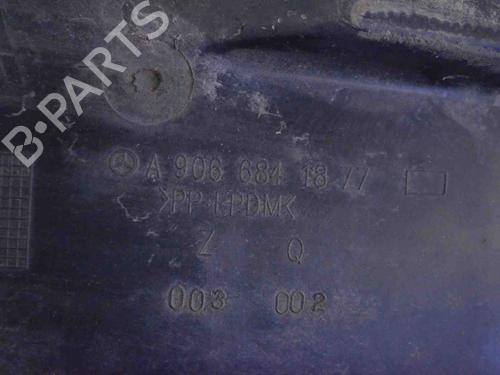 B-PARTS
A 906 684 18 77
>PP EPDM<
Z Q
003 002